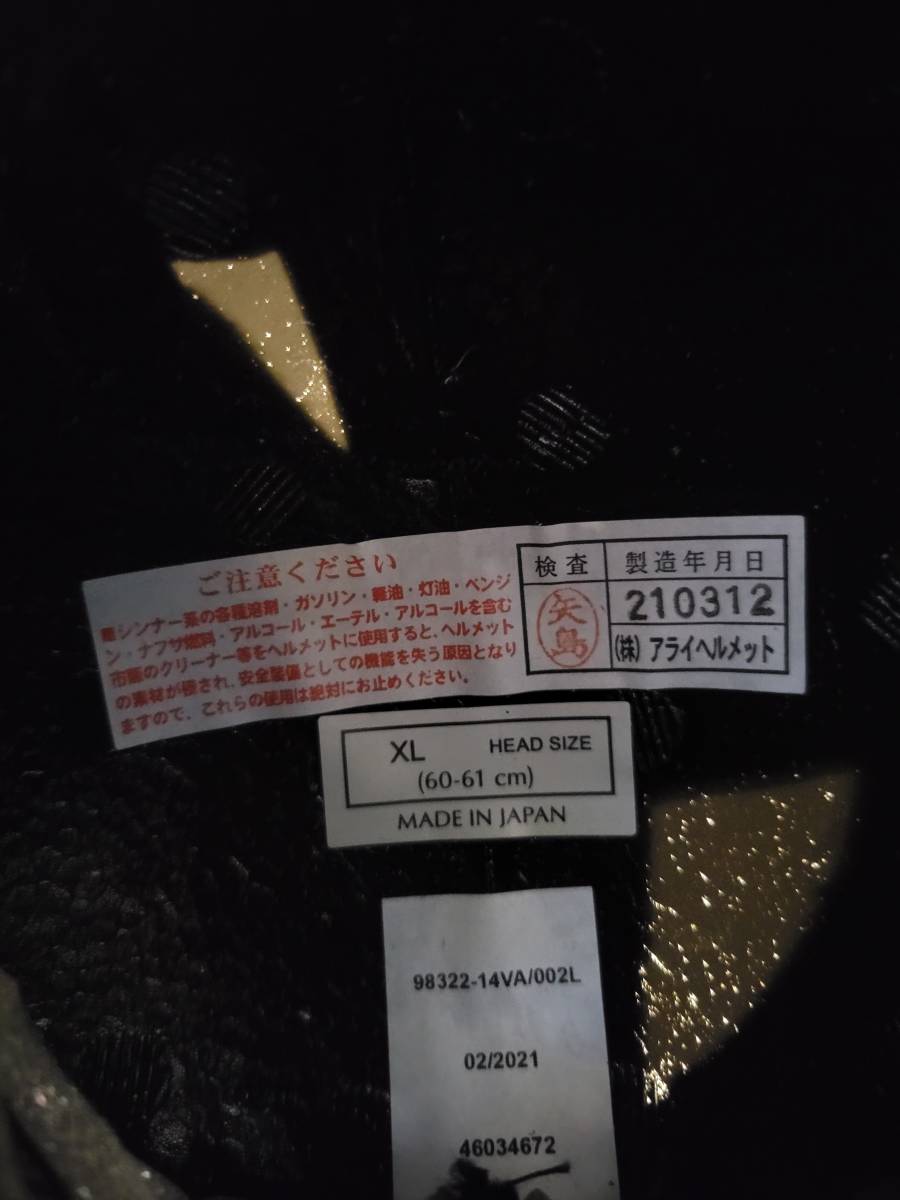 ご注意ください
■シンナー系の各種溶剤・ガソリン・軽油・灯油・ベンジ
ン・ナフサ燃料・アルコール・エーテル・アルコールを含む
市販のクリーナー等をヘルメットに使用すると、ヘルメット
の素材が侵され、安全装備としての機能を失う原因となり
ますので、これらの使用は絶対にお止めください。
検査
矢島
製造年月日
210312
(株) アライヘルメット
XL HEAD SIZE
(60-61 cm)
MADE IN JAPAN
98322-14VA/002L
02/2021
46034672